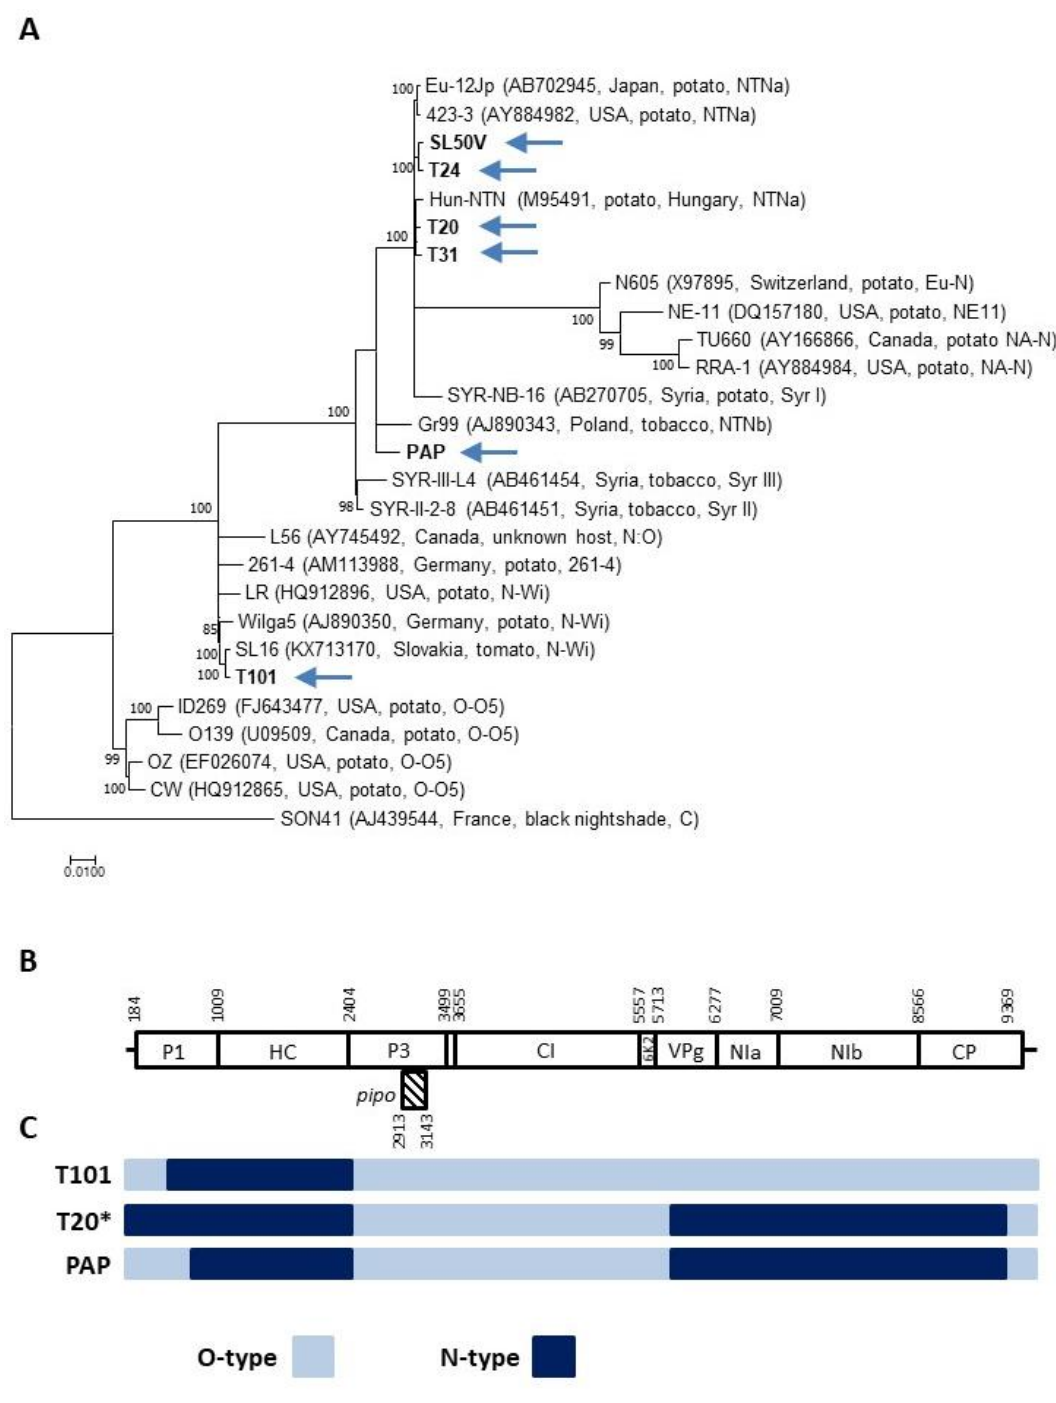 A
100 Eu-12Jp (AB702945, Japan, potato, NTNa)
423-3 (AY884982, USA, potato, NTNa)
SL50V
100 T24
Hun-NTN (M95491, potato, Hungary, NTNa)
T20
100 T31
N605 (X97895, Switzerland, potato, Eu-N)
100 NE-11 (DQ157180, USA, potato, NE11)
99 TU660 (AY166866, Canada, potato NA-N)
100 RRA-1 (AY884984, USA, potato, NA-N)
SYR-NB-16 (AB270705, Syria, potato, Syr I)
100 Gr99 (AJ890343, Poland, tobacco, NTNb)
PAP
SYR-III-L4 (AB461454, Syria, tobacco, Syr III)
98 SYR-II-2-8 (AB461451, Syria, tobacco, Syr II)
100 L56 (AY745492, Canada, unknown host, N:O)
261-4 (AM113988, Germany, potato, 261-4)
LR (HQ912896, USA, potato, N-Wi)
85 Wilga5 (AJ890350, Germany, potato, N-Wi)
100 SL16 (KX713170, Slovakia, tomato, N-Wi)
100 T101
100 ID269 (FJ643477, USA, potato, O-O5)
O139 (U09509, Canada, potato, O-O5)
99 OZ (EF026074, USA, potato, O-O5)
100 CW (HQ912865, USA, potato, O-O5)
SON41 (AJ439544, France, black nightshade, C)
0.0100
B
184 1009 2404 3499 3655 5557 5713 6277 7009 8566 9369
P1 HC P3 CI 6K2 VPg NIa NIb CP
pipo
2913 3143
C
T101
T20*
PAP
O-type N-type